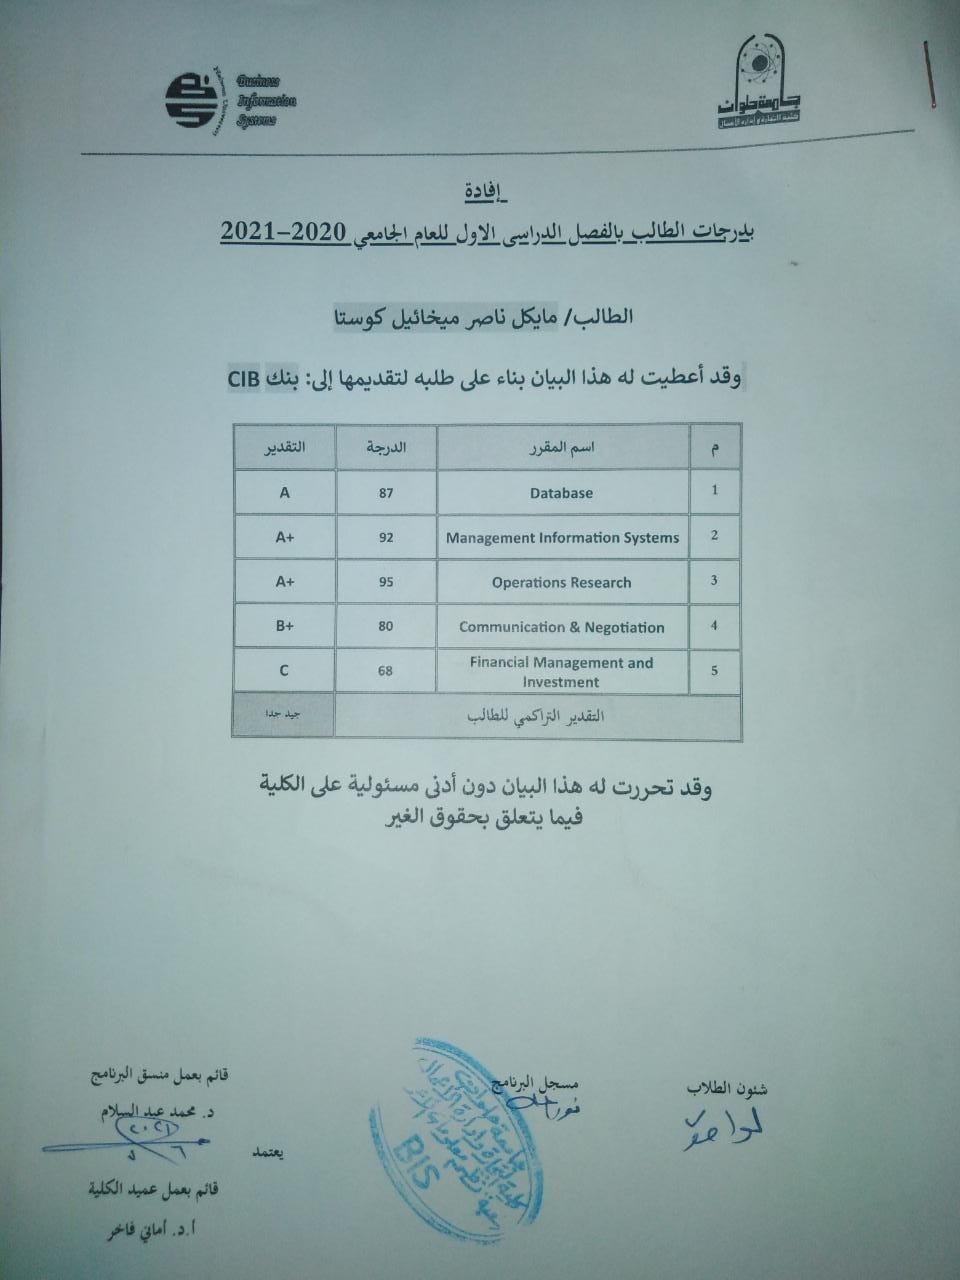 Business
Information
Systems
جامعة حلوان
كلية التجارة وإدارة الأعمال
إفادة
بدرجات الطالب بالفصل الدراسى الاول للعام الجامعي 2020–2021
الطالب/ مايكل ناصر ميخائيل كوستا
وقد أعطيت له هذا البيان بناء على طلبه لتقديمها إلى: بنك CIB
م اسم المقرر الدرجة التقدير
1 Database 87 A
2 Management Information Systems 92 A+
3 Operations Research 95 A+
4 Communication & Negotiation 80 B+
5 Financial Management and 68 C
Investment
التقدير التراكمي للطالب جيد جدا
وقد تحررت له هذا البيان دون أدنى مسئولية على الكلية
فيما يتعلق بحقوق الغير
شئون الطلاب
مسجل البرنامج
قائم بعمل منسق البرنامج
د. محمد عبد السلام
٢٠٢١
يعتمد
قائم بعمل عميد الكلية
أ.د. أماني فاخر
BIS